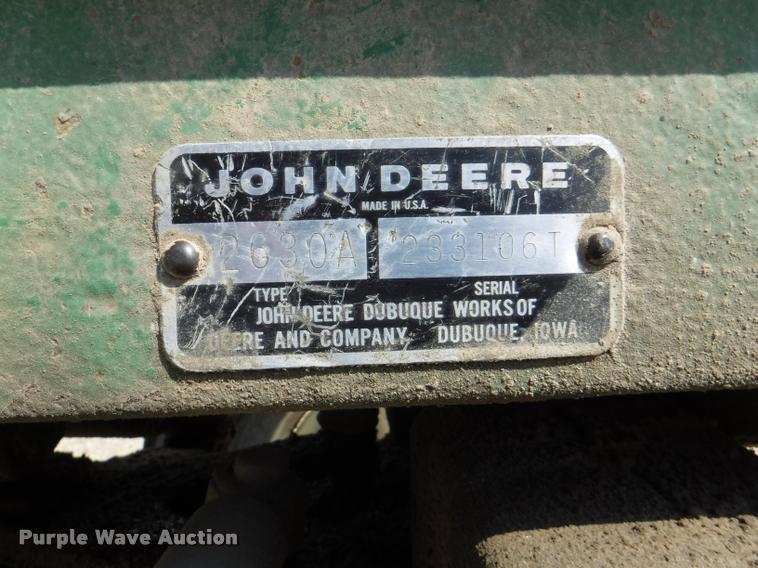 JOHN DEERE
MADE IN U.S.A.
2630A 233106T
TYPE SERIAL
JOHN DEERE DUBUQUE WORKS OF
DEERE AND COMPANY DUBUQUE, IOWA
Purple Wave Auction